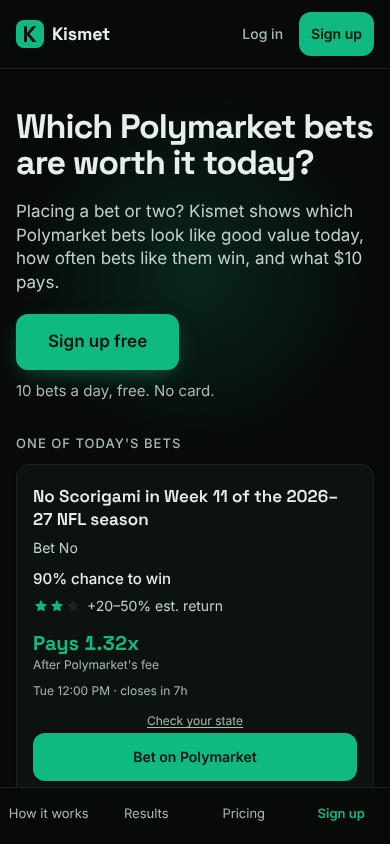 K Kismet
Log in
Sign up
Which Polymarket bets
are worth it today?
Placing a bet or two? Kismet shows which
Polymarket bets look like good value today,
how often bets like them win, and what $10
pays.
Sign up free
10 bets a day, free. No card.
ONE OF TODAY'S BETS
No Scorigami in Week 11 of the 2026–
27 NFL season
Bet No
90% chance to win
+20–50% est. return
Pays 1.32x
After Polymarket's fee
Tue 12:00 PM · closes in 7h
Check your state
Bet on Polymarket
How it works
Results
Pricing
Sign up